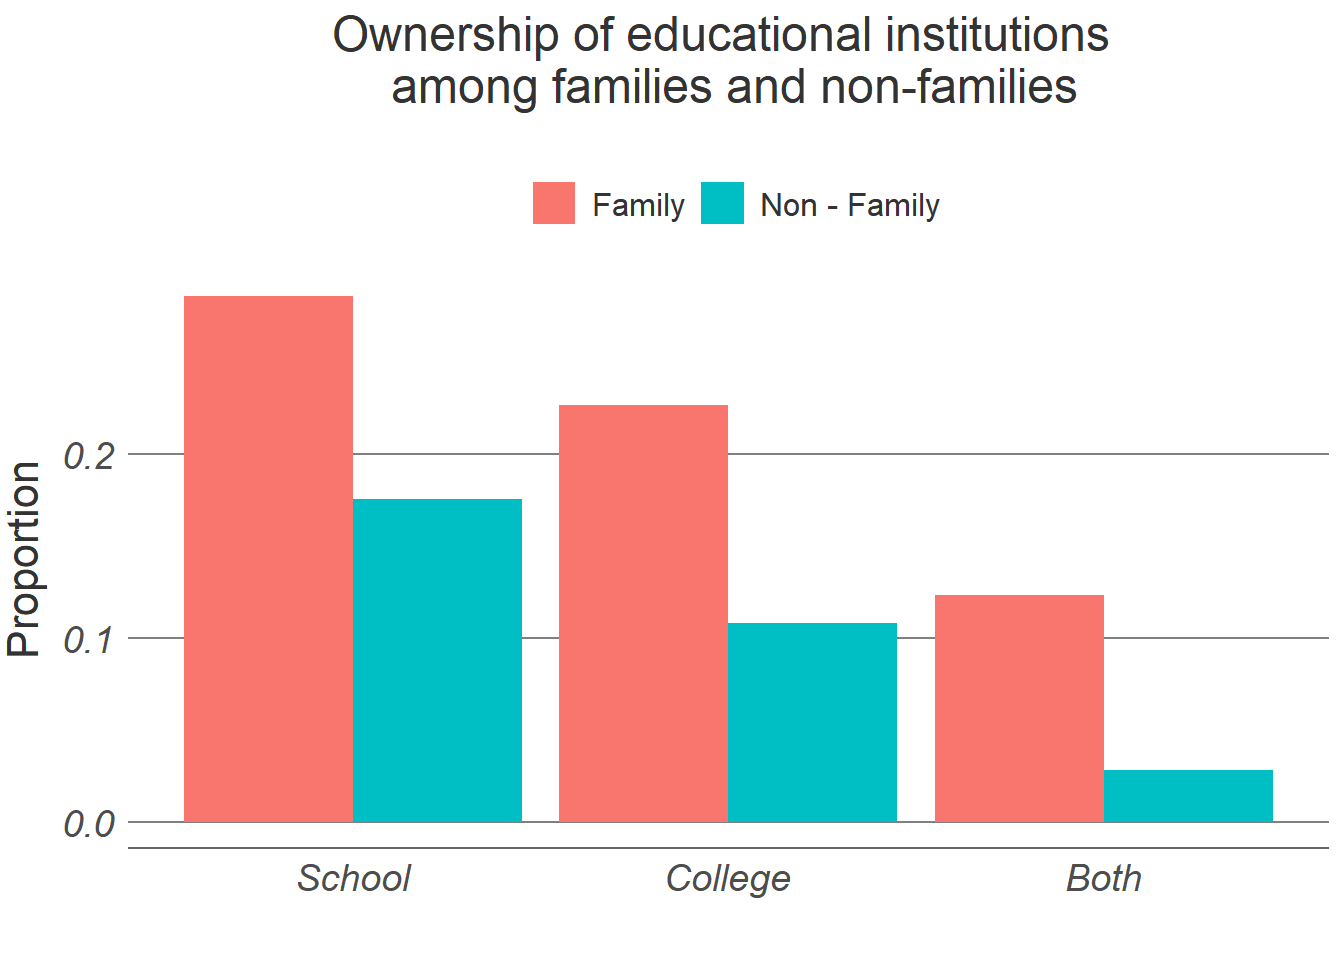 Ownership of educational institutions
among families and non-families
Family
Non - Family
0.2
0.1
0.0
Proportion
School
College
Both